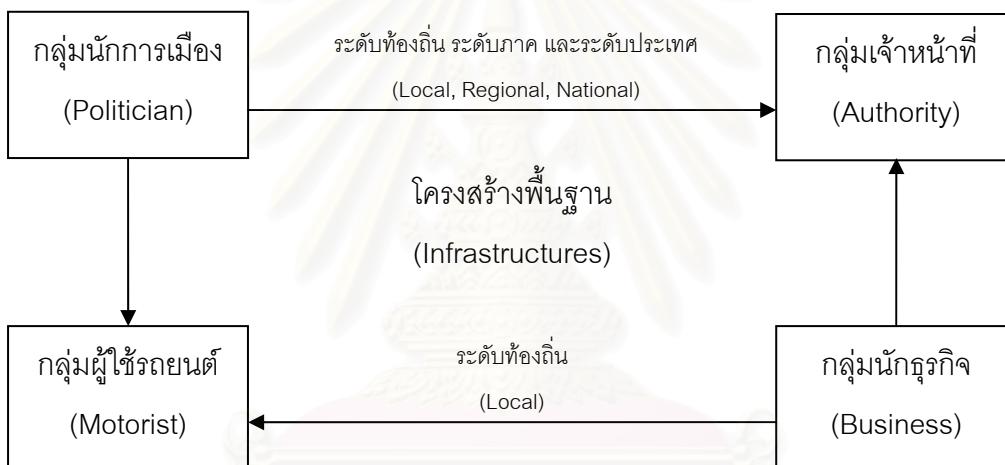 กลุ่มนักการเมือง
(Politician)
ระดับท้องถิ่น ระดับภาค และระดับประเทศ
(Local, Regional, National)
กลุ่มเจ้าหน้าที่
(Authority)
โครงสร้างพื้นฐาน
(Infrastructures)
กลุ่มผู้ใช้รถยนต์
(Motorist)
ระดับท้องถิ่น
(Local)
กลุ่มนักธุรกิจ
(Business)